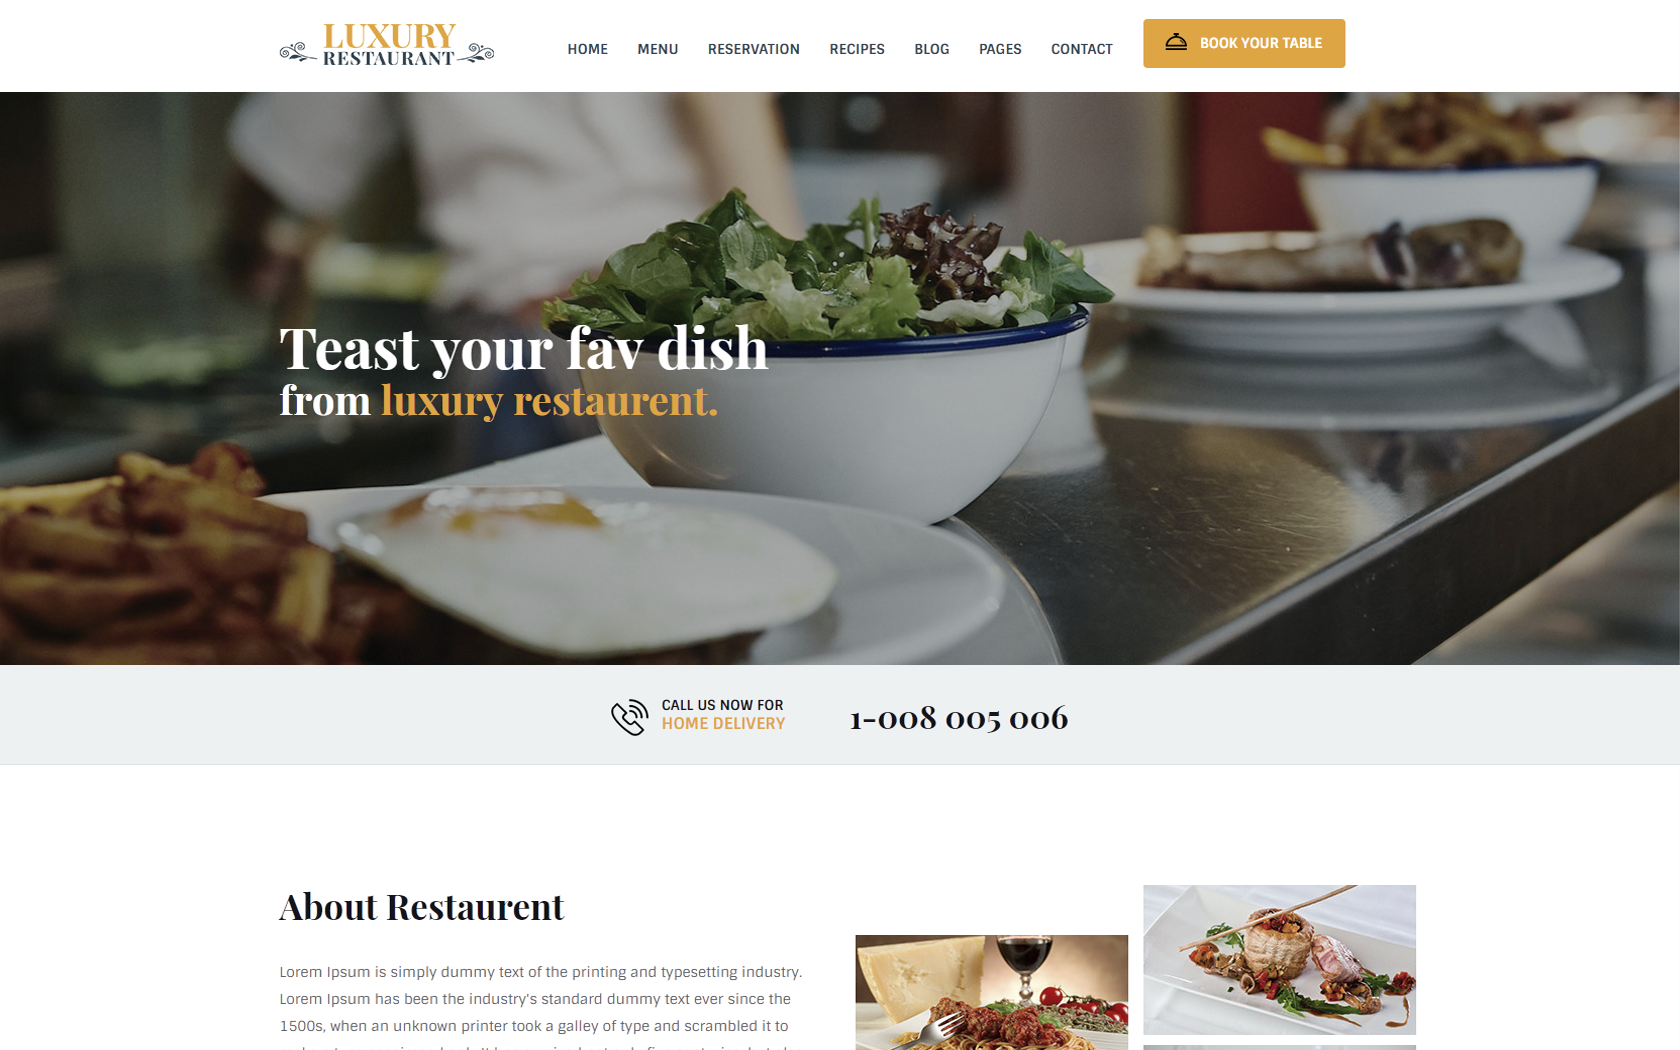 LUXURY
RESTAURANT
HOME MENU RESERVATION RECIPES BLOG PAGES CONTACT BOOK YOUR TABLE
Teast your fav dish
from luxury restaurent.
CALL US NOW FOR
HOME DELIVERY
1-008 005 006
About Restaurent
Lorem Ipsum is simply dummy text of the printing and typesetting industry.
Lorem Ipsum has been the industry's standard dummy text ever since the
1500s, when an unknown printer took a galley of type and scrambled it to